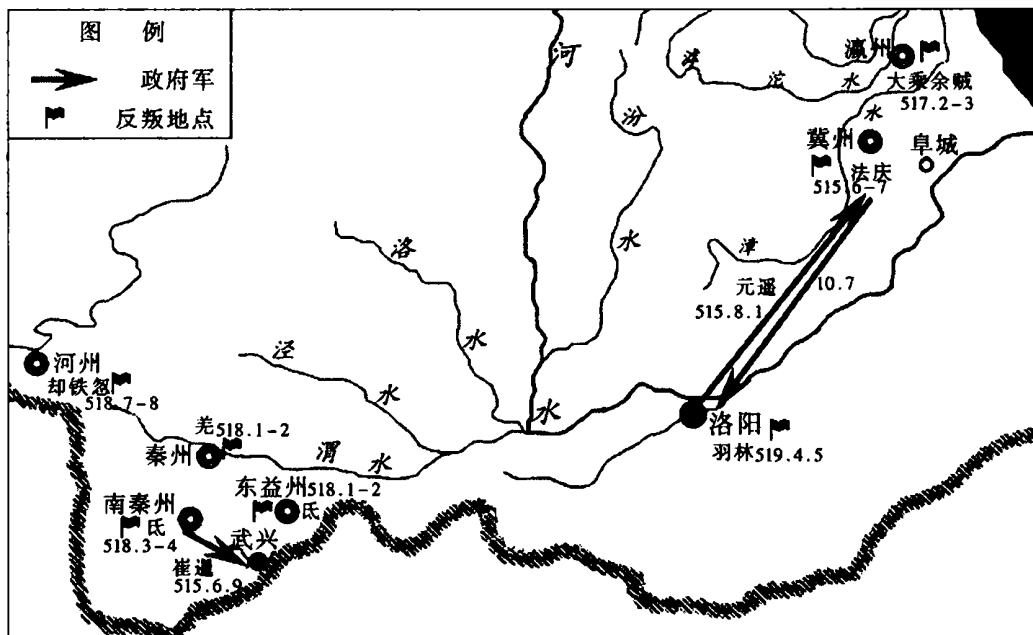 图 例
政府军
反叛地点
河
汾
水
滹
沱
水
瀛州
大乘余贼
517.2-3
水
冀州
阜城
法庆
515.6-7
漳
元遥
10.7
515.8.1
洛
水
泾
水
渭
水
水
河州
却铁忽
518.7-8
羌518.1-2
秦州
东益州518.1-2
氐
南秦州
氐
518.3-4
武兴
崔暹
515.6.9
洛阳
羽林519.4.5